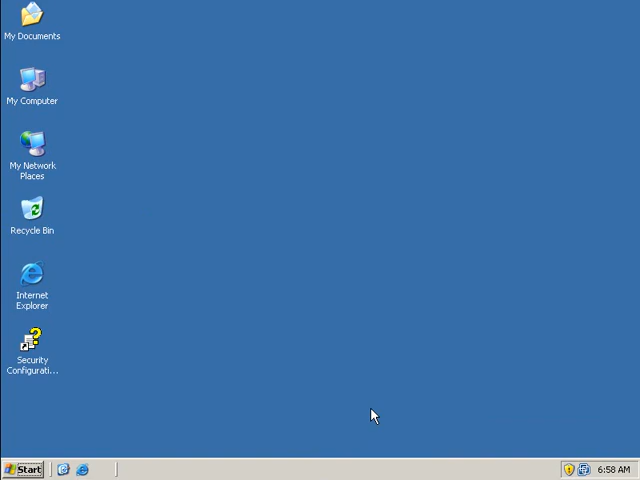 My Documents
My Computer
My Network
Places
Recycle Bin
Internet
Explorer
Security
Configurati...
Start
6:58 AM